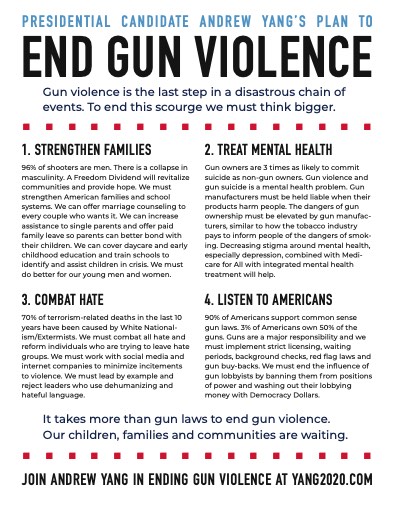 PRESIDENTIAL CANDIDATE ANDREW YANG'S PLAN TO
END GUN VIOLENCE
Gun violence is the last step in a disastrous chain of
events. To end this scourge we must think bigger.
1. STRENGTHEN FAMILIES
96% of shooters are men. There is a collapse in
masculinity. A Freedom Dividend will revitalize
communities and provide hope. We must
strengthen American families and school
systems. We can offer marriage counseling to
every couple who wants it. We can increase
assistance to single parents and offer paid
family leave so parents can better bond with
their children. We can cover daycare and early
childhood education and train schools to
identify and assist children in crisis. We must
do better for our young men and women.
2. TREAT MENTAL HEALTH
Gun owners are 3 times as likely to commit
suicide as non-gun owners. Gun violence and
gun suicide is a mental health problem. Gun
manufacturers must be held liable when their
products harm people. The dangers of gun
ownership must be elevated by gun manufac-
turers, similar to how the tobacco industry
pays to inform people of the dangers of smok-
ing. Decreasing stigma around mental health,
especially depression, combined with Medi-
care for All with integrated mental health
treatment will help.
3. COMBAT HATE
70% of terrorism-related deaths in the last 10
years have been caused by White National-
ism/Extermists. We must combat all hate and
reform individuals who are trying to leave hate
groups. We must work with social media and
internet companies to minimize incitements
to violence. We must lead by example and
reject leaders who use dehumanizing and
hateful language.
4. LISTEN TO AMERICANS
90% of Americans support common sense
gun laws. 3% of Americans own 50% of the
guns. Guns are a major responsibility and we
must implement strict licensing, waiting
periods, background checks, red flag laws and
gun buy-backs. We must end the influence of
gun lobbyists by banning them from positions
of power and washing out their lobbying
money with Democracy Dollars.
It takes more than gun laws to end gun violence.
Our children, families and communities are waiting.
JOIN ANDREW YANG IN ENDING GUN VIOLENCE AT YANG2020.COM